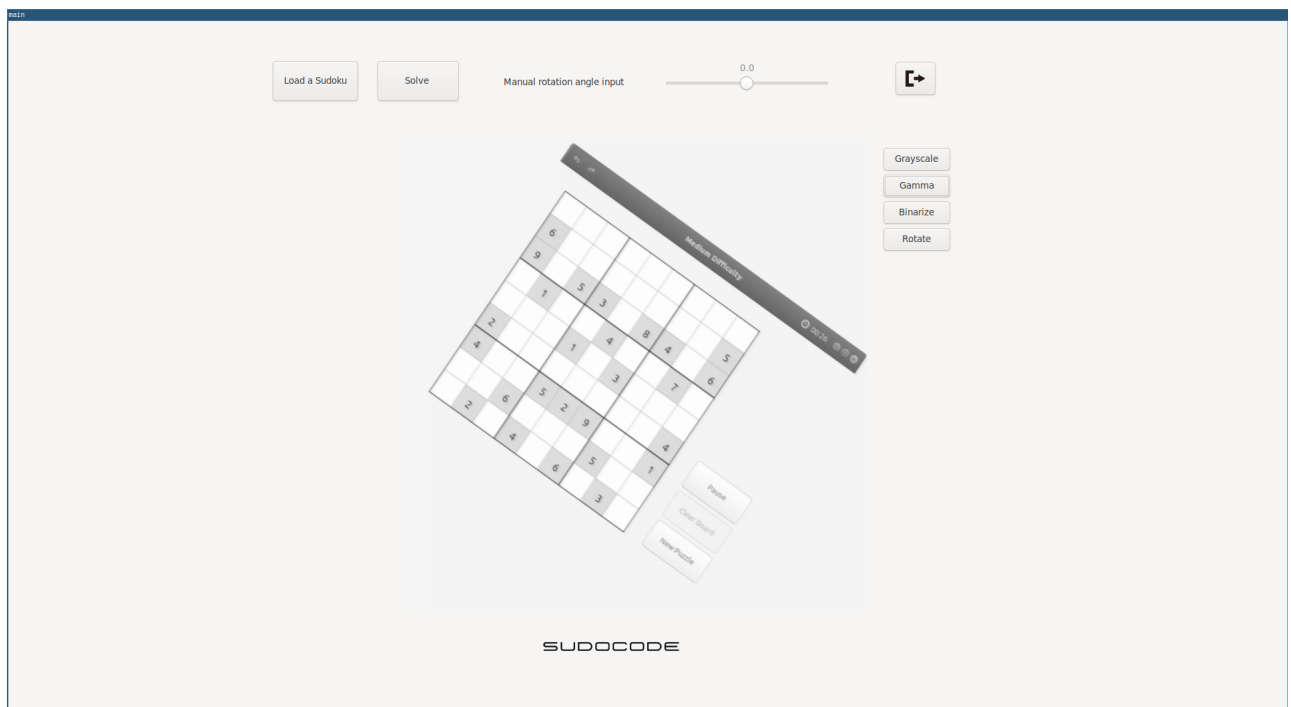 main
Load a Sudoku
Solve
Manual rotation angle input
0.0
Grayscale
Gamma
Binarize
Rotate
Medium Difficulty
00:26
6 5
9 5 3 8 4 6
1 4 7
1 3
2 4
4 5 2 9 1
6 5
2 4 6 3
Pause
Clear Board
New Puzzle
SUDOCODE